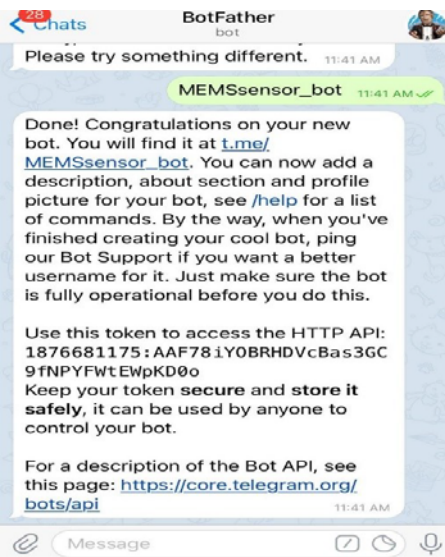 28
Chats
BotFather
bot
Please try something different. 11:41 AM
MEMSsensor_bot 11:41 AM
Done! Congratulations on your new
bot. You will find it at t.me/
MEMSsensor_bot. You can now add a
description, about section and profile
picture for your bot, see /help for a list
of commands. By the way, when you've
finished creating your cool bot, ping
our Bot Support if you want a better
username for it. Just make sure the bot
is fully operational before you do this.
Use this token to access the HTTP API:
1876681175:AAF78iYOBRHDVcBas3GC
9fNPYFWtEWpKD0o
Keep your token secure and store it
safely, it can be used by anyone to
control your bot.
For a description of the Bot API, see
this page: https://core.telegram.org/
bots/api 11:41 AM
Message